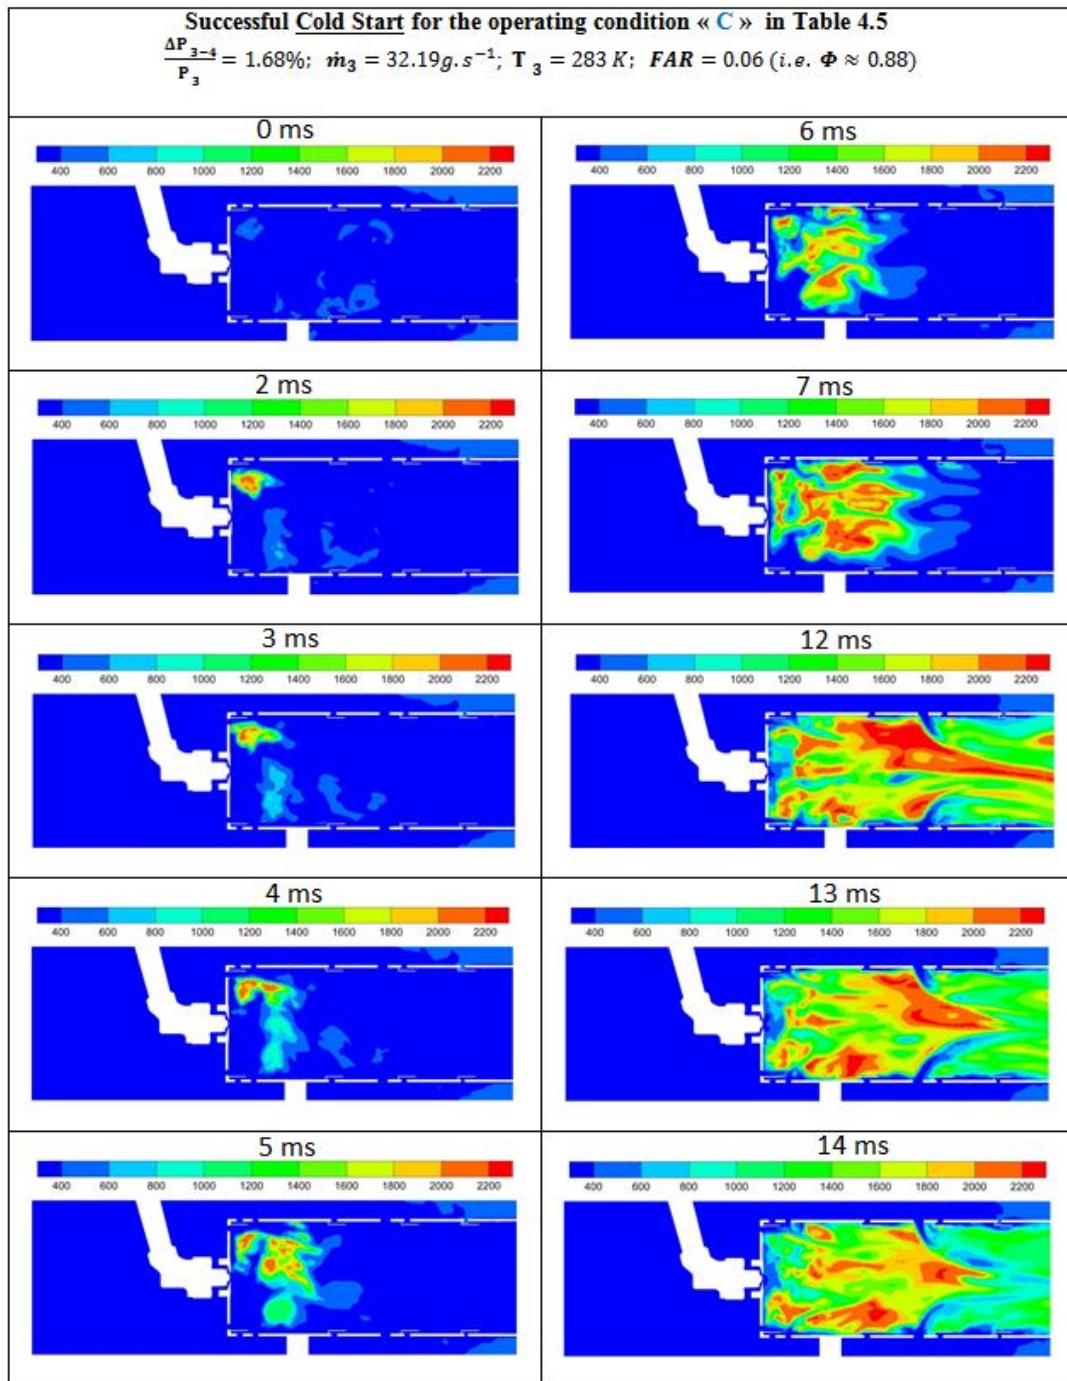 Successful Cold Start for the operating condition « C » in Table 4.5
ΔP₃₋₄/P₃ = 1.68%; ṁ₃ = 32.19g.s⁻¹; T ₃ = 283 K; FAR = 0.06 (i.e. Φ ≈ 0.88)
0 ms
400 600 800 1000 1200 1400 1600 1800 2000 2200
2 ms
400 600 800 1000 1200 1400 1600 1800 2000 2200
3 ms
400 600 800 1000 1200 1400 1600 1800 2000 2200
4 ms
400 600 800 1000 1200 1400 1600 1800 2000 2200
5 ms
400 600 800 1000 1200 1400 1600 1800 2000 2200
6 ms
400 600 800 1000 1200 1400 1600 1800 2000 2200
7 ms
400 600 800 1000 1200 1400 1600 1800 2000 2200
12 ms
400 600 800 1000 1200 1400 1600 1800 2000 2200
13 ms
400 600 800 1000 1200 1400 1600 1800 2000 2200
14 ms
400 600 800 1000 1200 1400 1600 1800 2000 2200